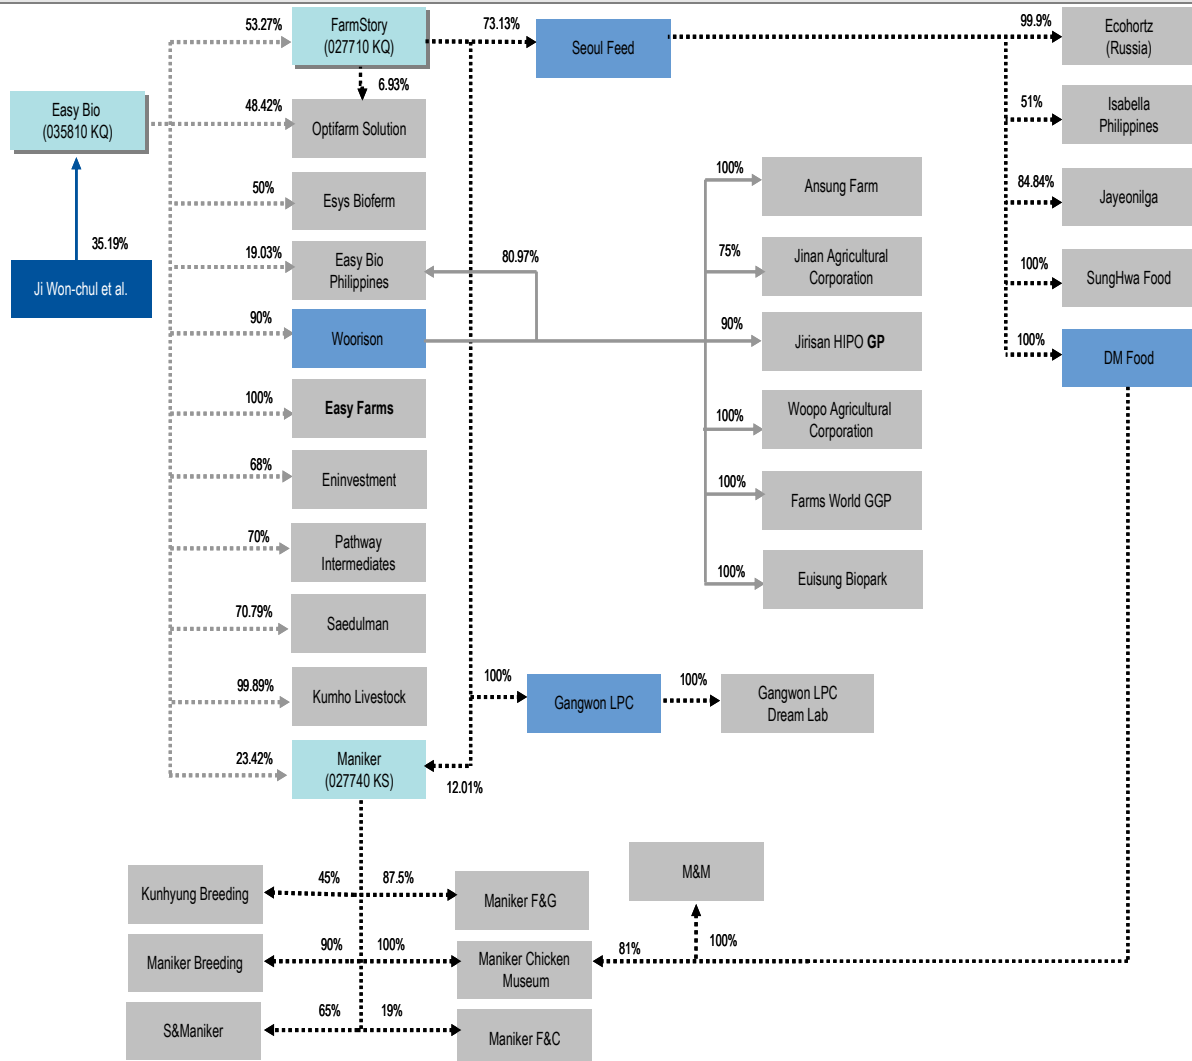 53.27%
FarmStory
(027710 KQ)
73.13%
Seoul Feed
99.9%
Ecohortz
(Russia)
6.93%
Easy Bio
(035810 KQ)
48.42%
Optifarm Solution
51%
Isabella
Philippines
100%
Ansung Farm
50%
Esys Bioferm
84.84%
Jayeonilga
35.19%
Ji Won-chul et al.
19.03%
Easy Bio
Philippines
80.97%
75%
Jinan Agricultural
Corporation
100%
SungHwa Food
90%
Woorison
90%
Jirisan HIPO GP
100%
DM Food
100%
Easy Farms
100%
Woopo Agricultural
Corporation
68%
Eninvestment
100%
Farms World GGP
70%
Pathway
Intermediates
100%
Euisung Biopark
70.79%
Saedulman
99.89%
Kumho Livestock
100%
Gangwon LPC
100%
Gangwon LPC
Dream Lab
23.42%
Maniker
(027740 KS)
12.01%
Kunhyung Breeding
45%
87.5%
Maniker F&G
M&M
Maniker Breeding
90%
100%
Maniker Chicken
Museum
81%
100%
S&Maniker
65%
19%
Maniker F&C